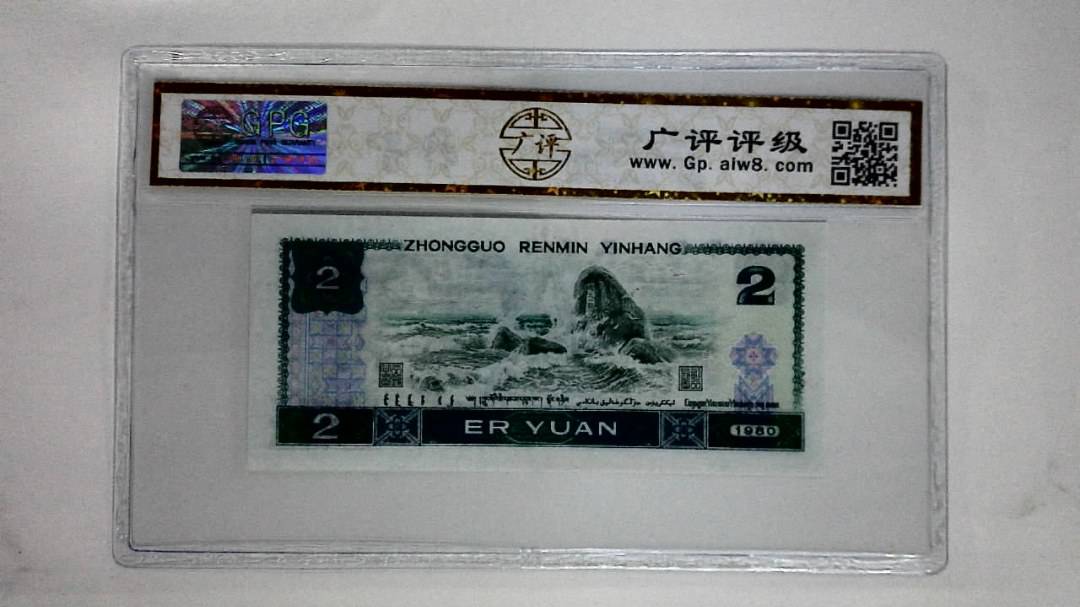 GPG
广评
广评评级
www.Gp.aiw8.com
ZHONGGUO RENMIN YINHANG
2
2
2
ER YUAN
1980